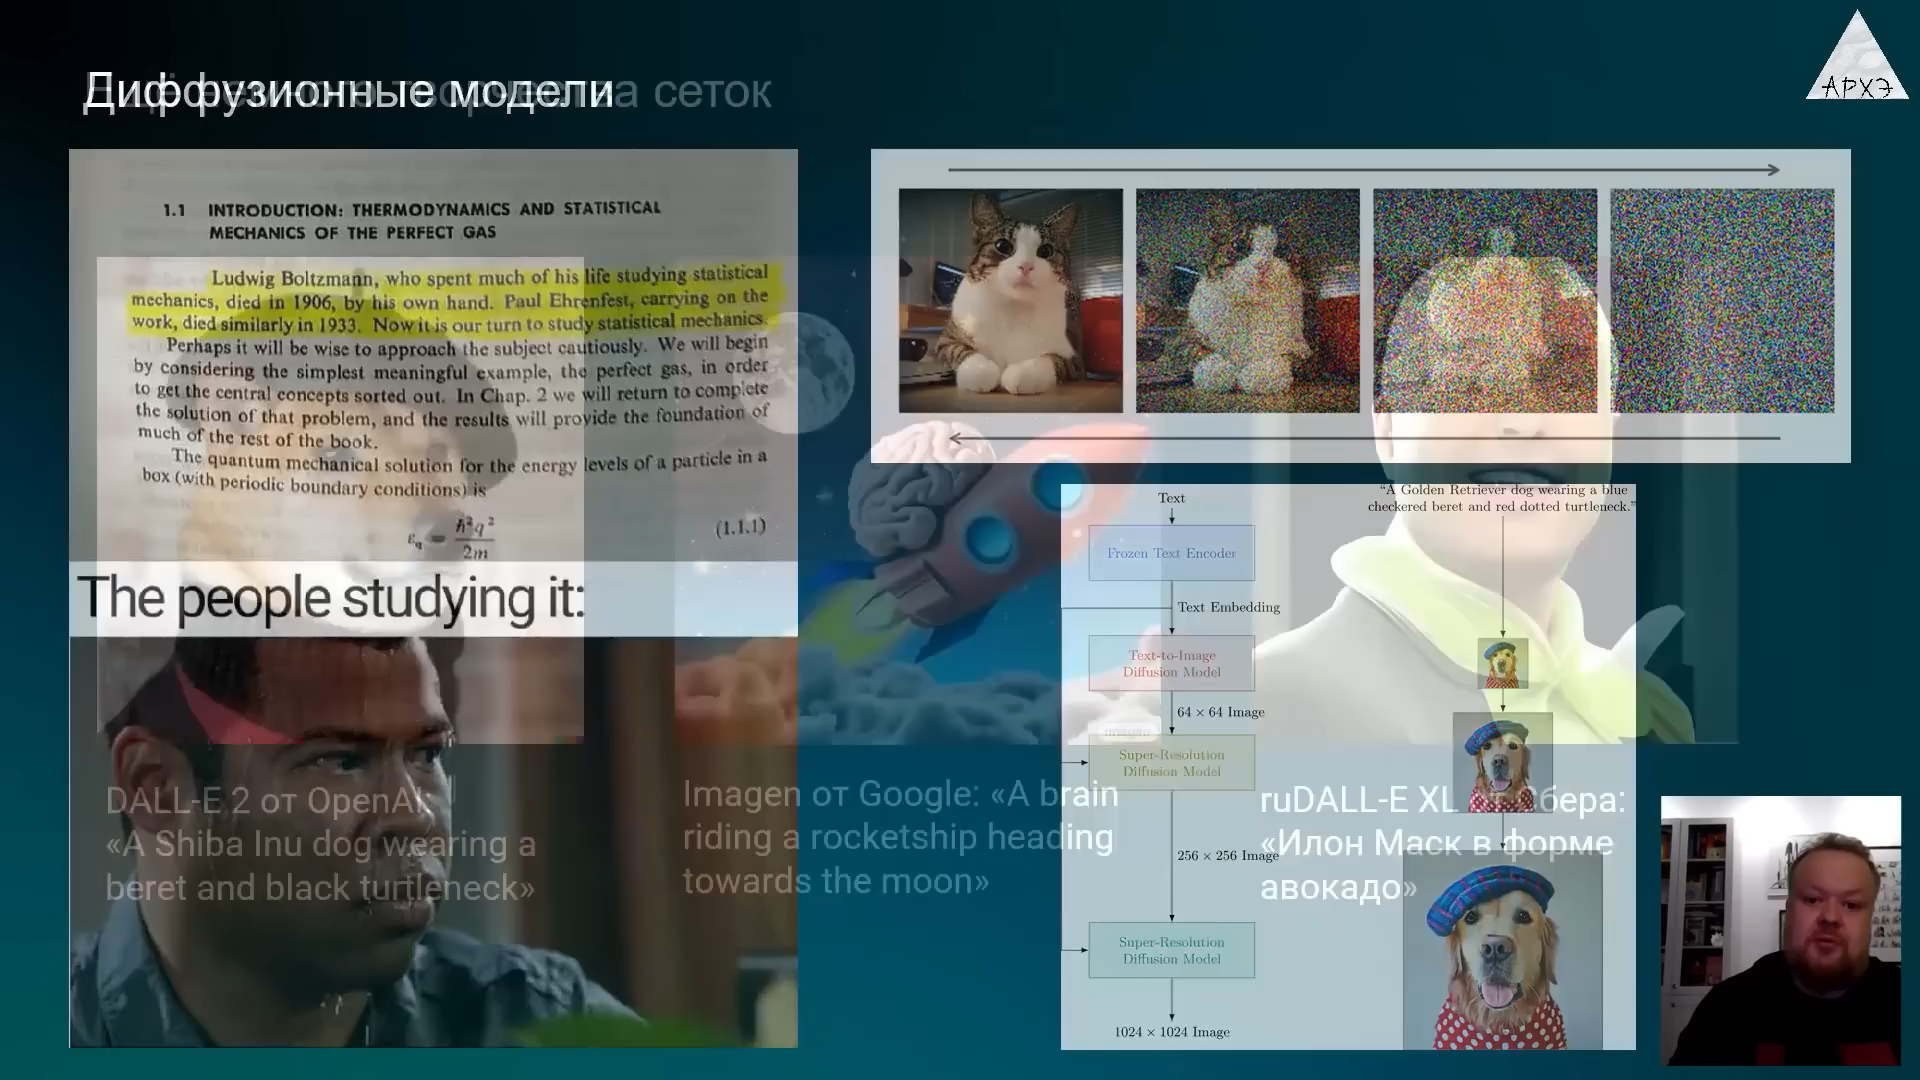 Диффузионные модели
творчества сеток
АРХЭ
1.1 INTRODUCTION: THERMODYNAMICS AND STATISTICAL
MECHANICS OF THE PERFECT GAS
Ludwig Boltzmann, who spent much of his life studying statistical
mechanics, died in 1906, by his own hand. Paul Ehrenfest, carrying on the
work, died similarly in 1933. Now it is our turn to study statistical mechanics.
Perhaps it will be wise to approach the subject cautiously. We will begin
by considering the simplest meaningful example, the perfect gas, in order
to get the central concepts sorted out. In Chap. 2 we will return to complete
the solution of that problem, and the results will provide the foundation of
much of the rest of the book.
The quantum mechanical solution for the energy levels of a particle in a
box (with periodic boundary conditions) is
ε_q = ħ²q² / 2m (1.1.1)
The people studying it:
DALL-E 2 от OpenAI:
«A Shiba Inu dog wearing a
beret and black turtleneck»
Imagen от Google: «A brain
riding a rocketship heading
towards the moon»
ruDALL-E XL от Сбера:
«Илон Маск в форме
авокадо»
Text
Frozen Text Encoder
Text Embedding
Text-to-Image
Diffusion Model
64 × 64 Image
Super-Resolution
Diffusion Model
256 × 256 Image
Super-Resolution
Diffusion Model
1024 × 1024 Image
“A Golden Retriever dog wearing a blue
checkered beret and red dotted turtleneck.”